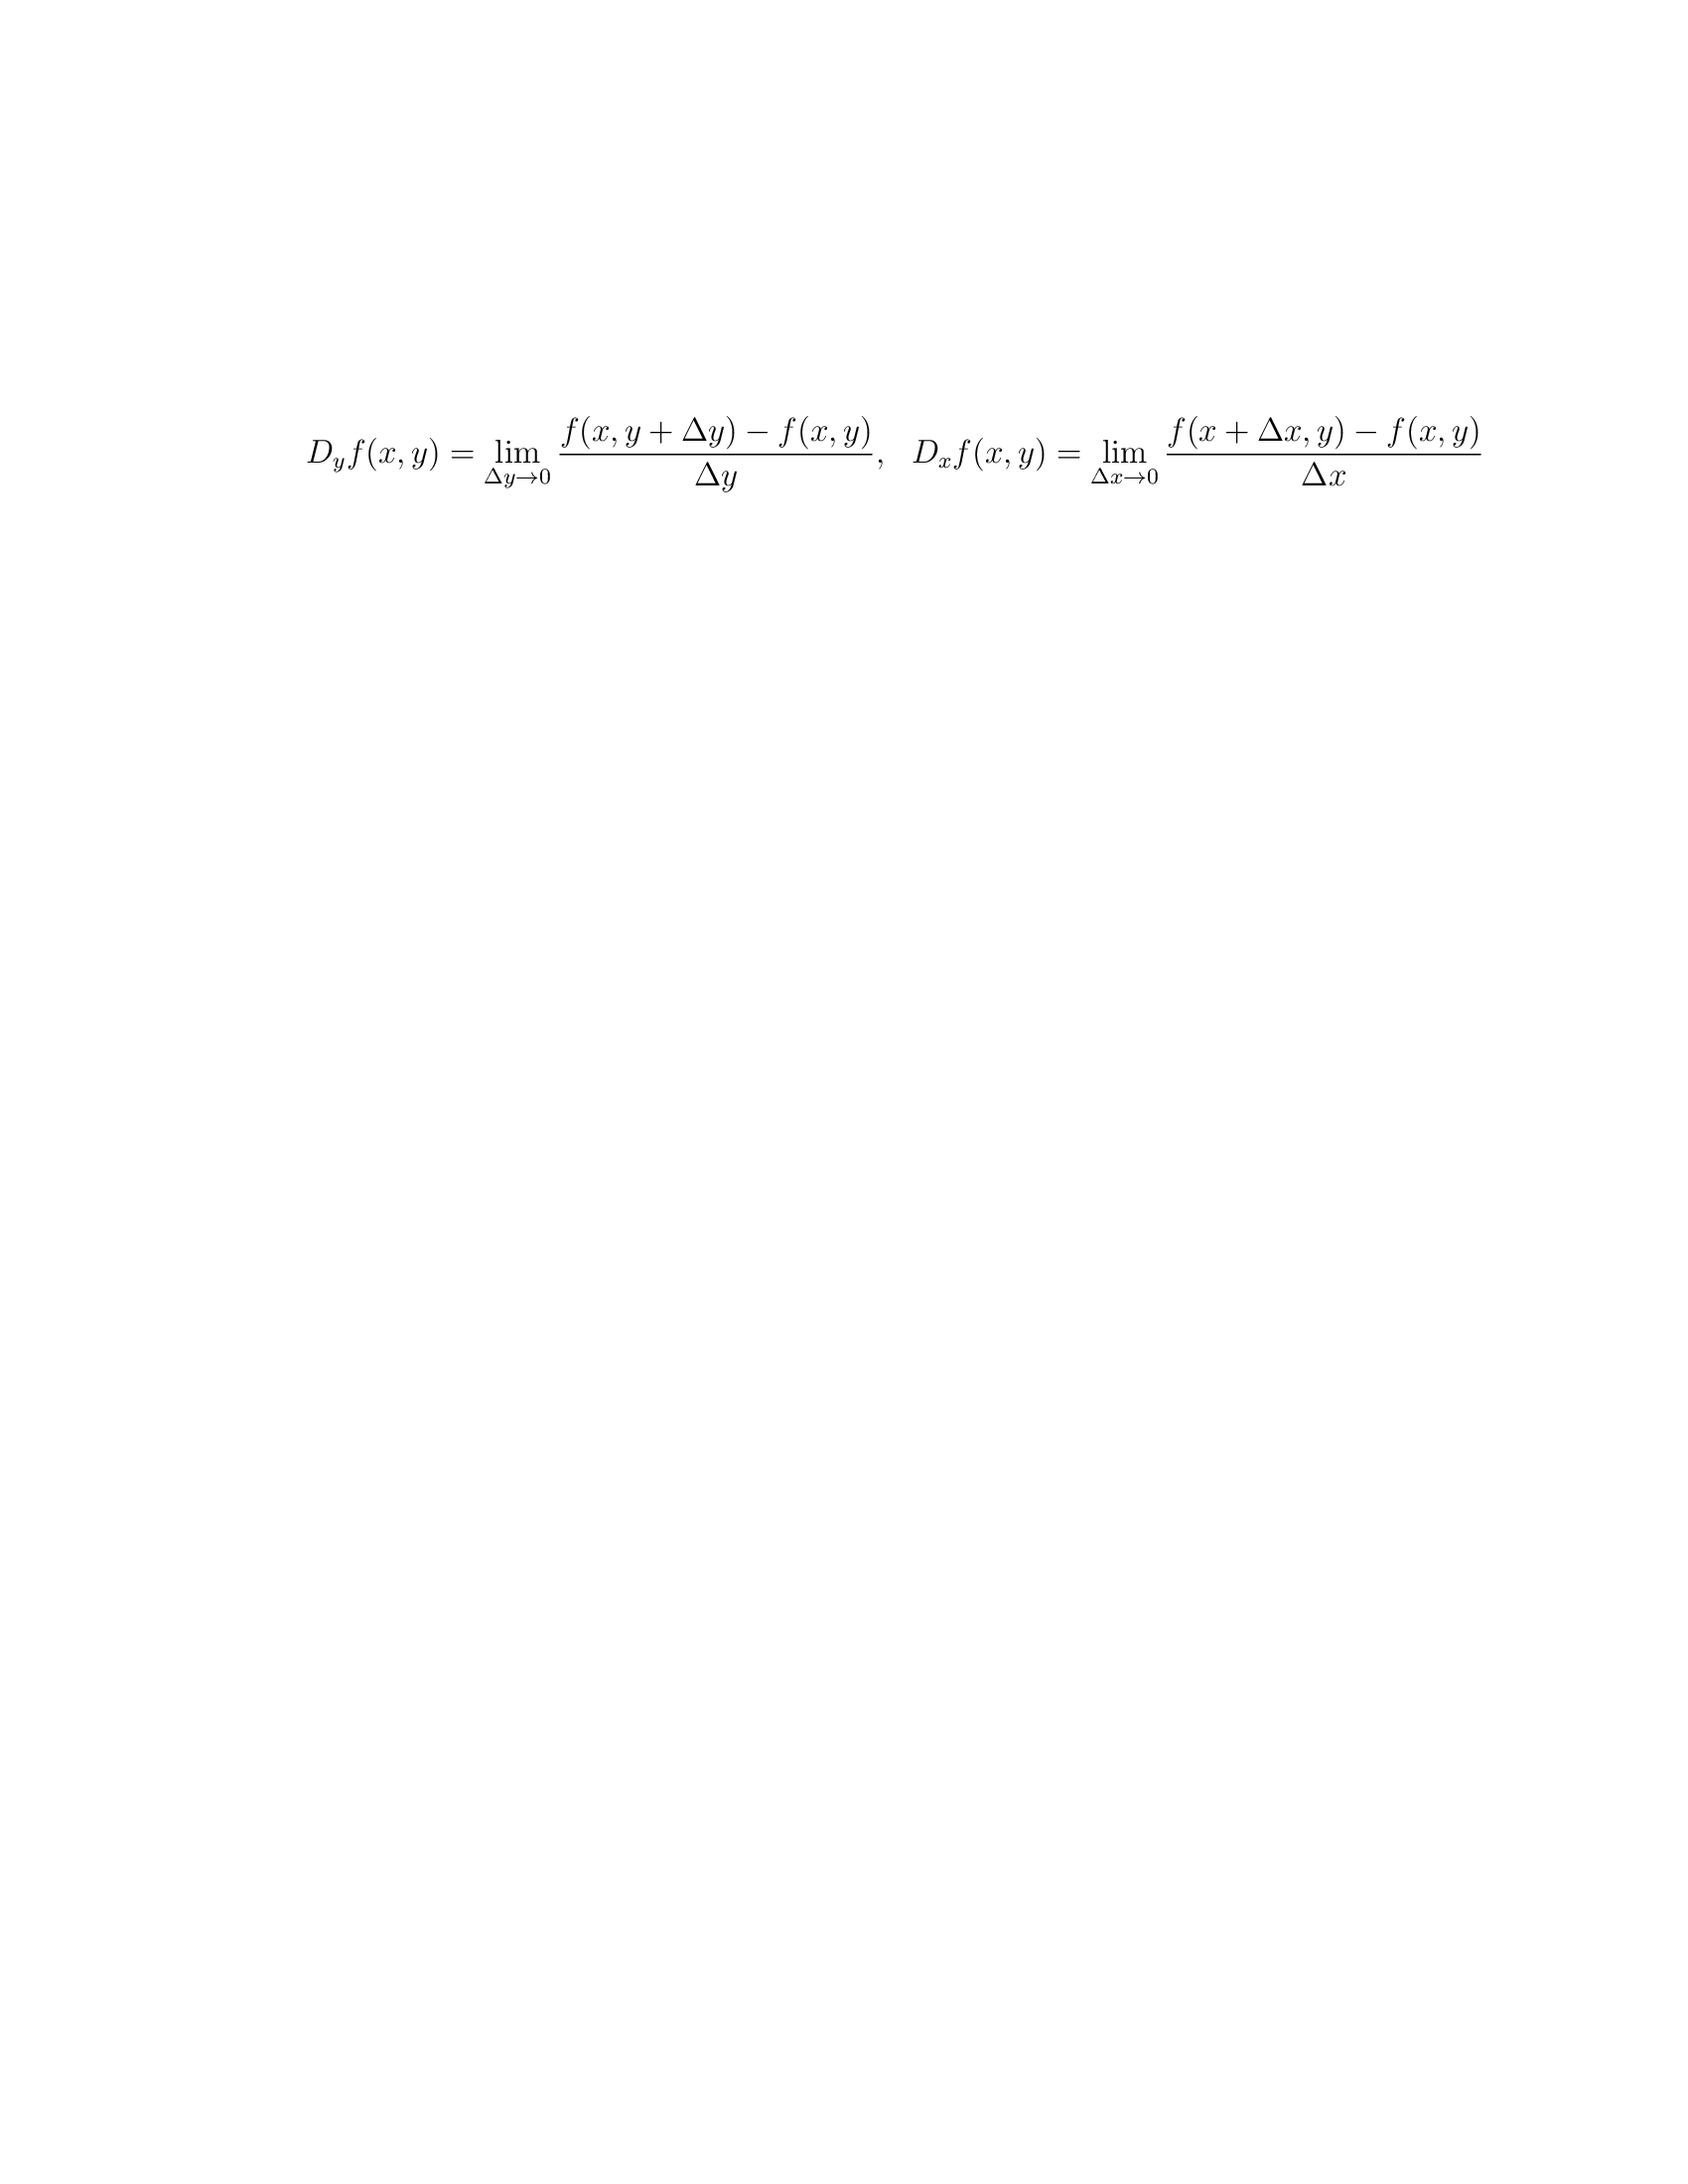 $D_y f(x,y) = \lim_{\Delta y \to 0} \frac{f(x, y + \Delta y) - f(x,y)}{\Delta y}, \quad D_x f(x,y) = \lim_{\Delta x \to 0} \frac{f(x + \Delta x, y) - f(x,y)}{\Delta x}$